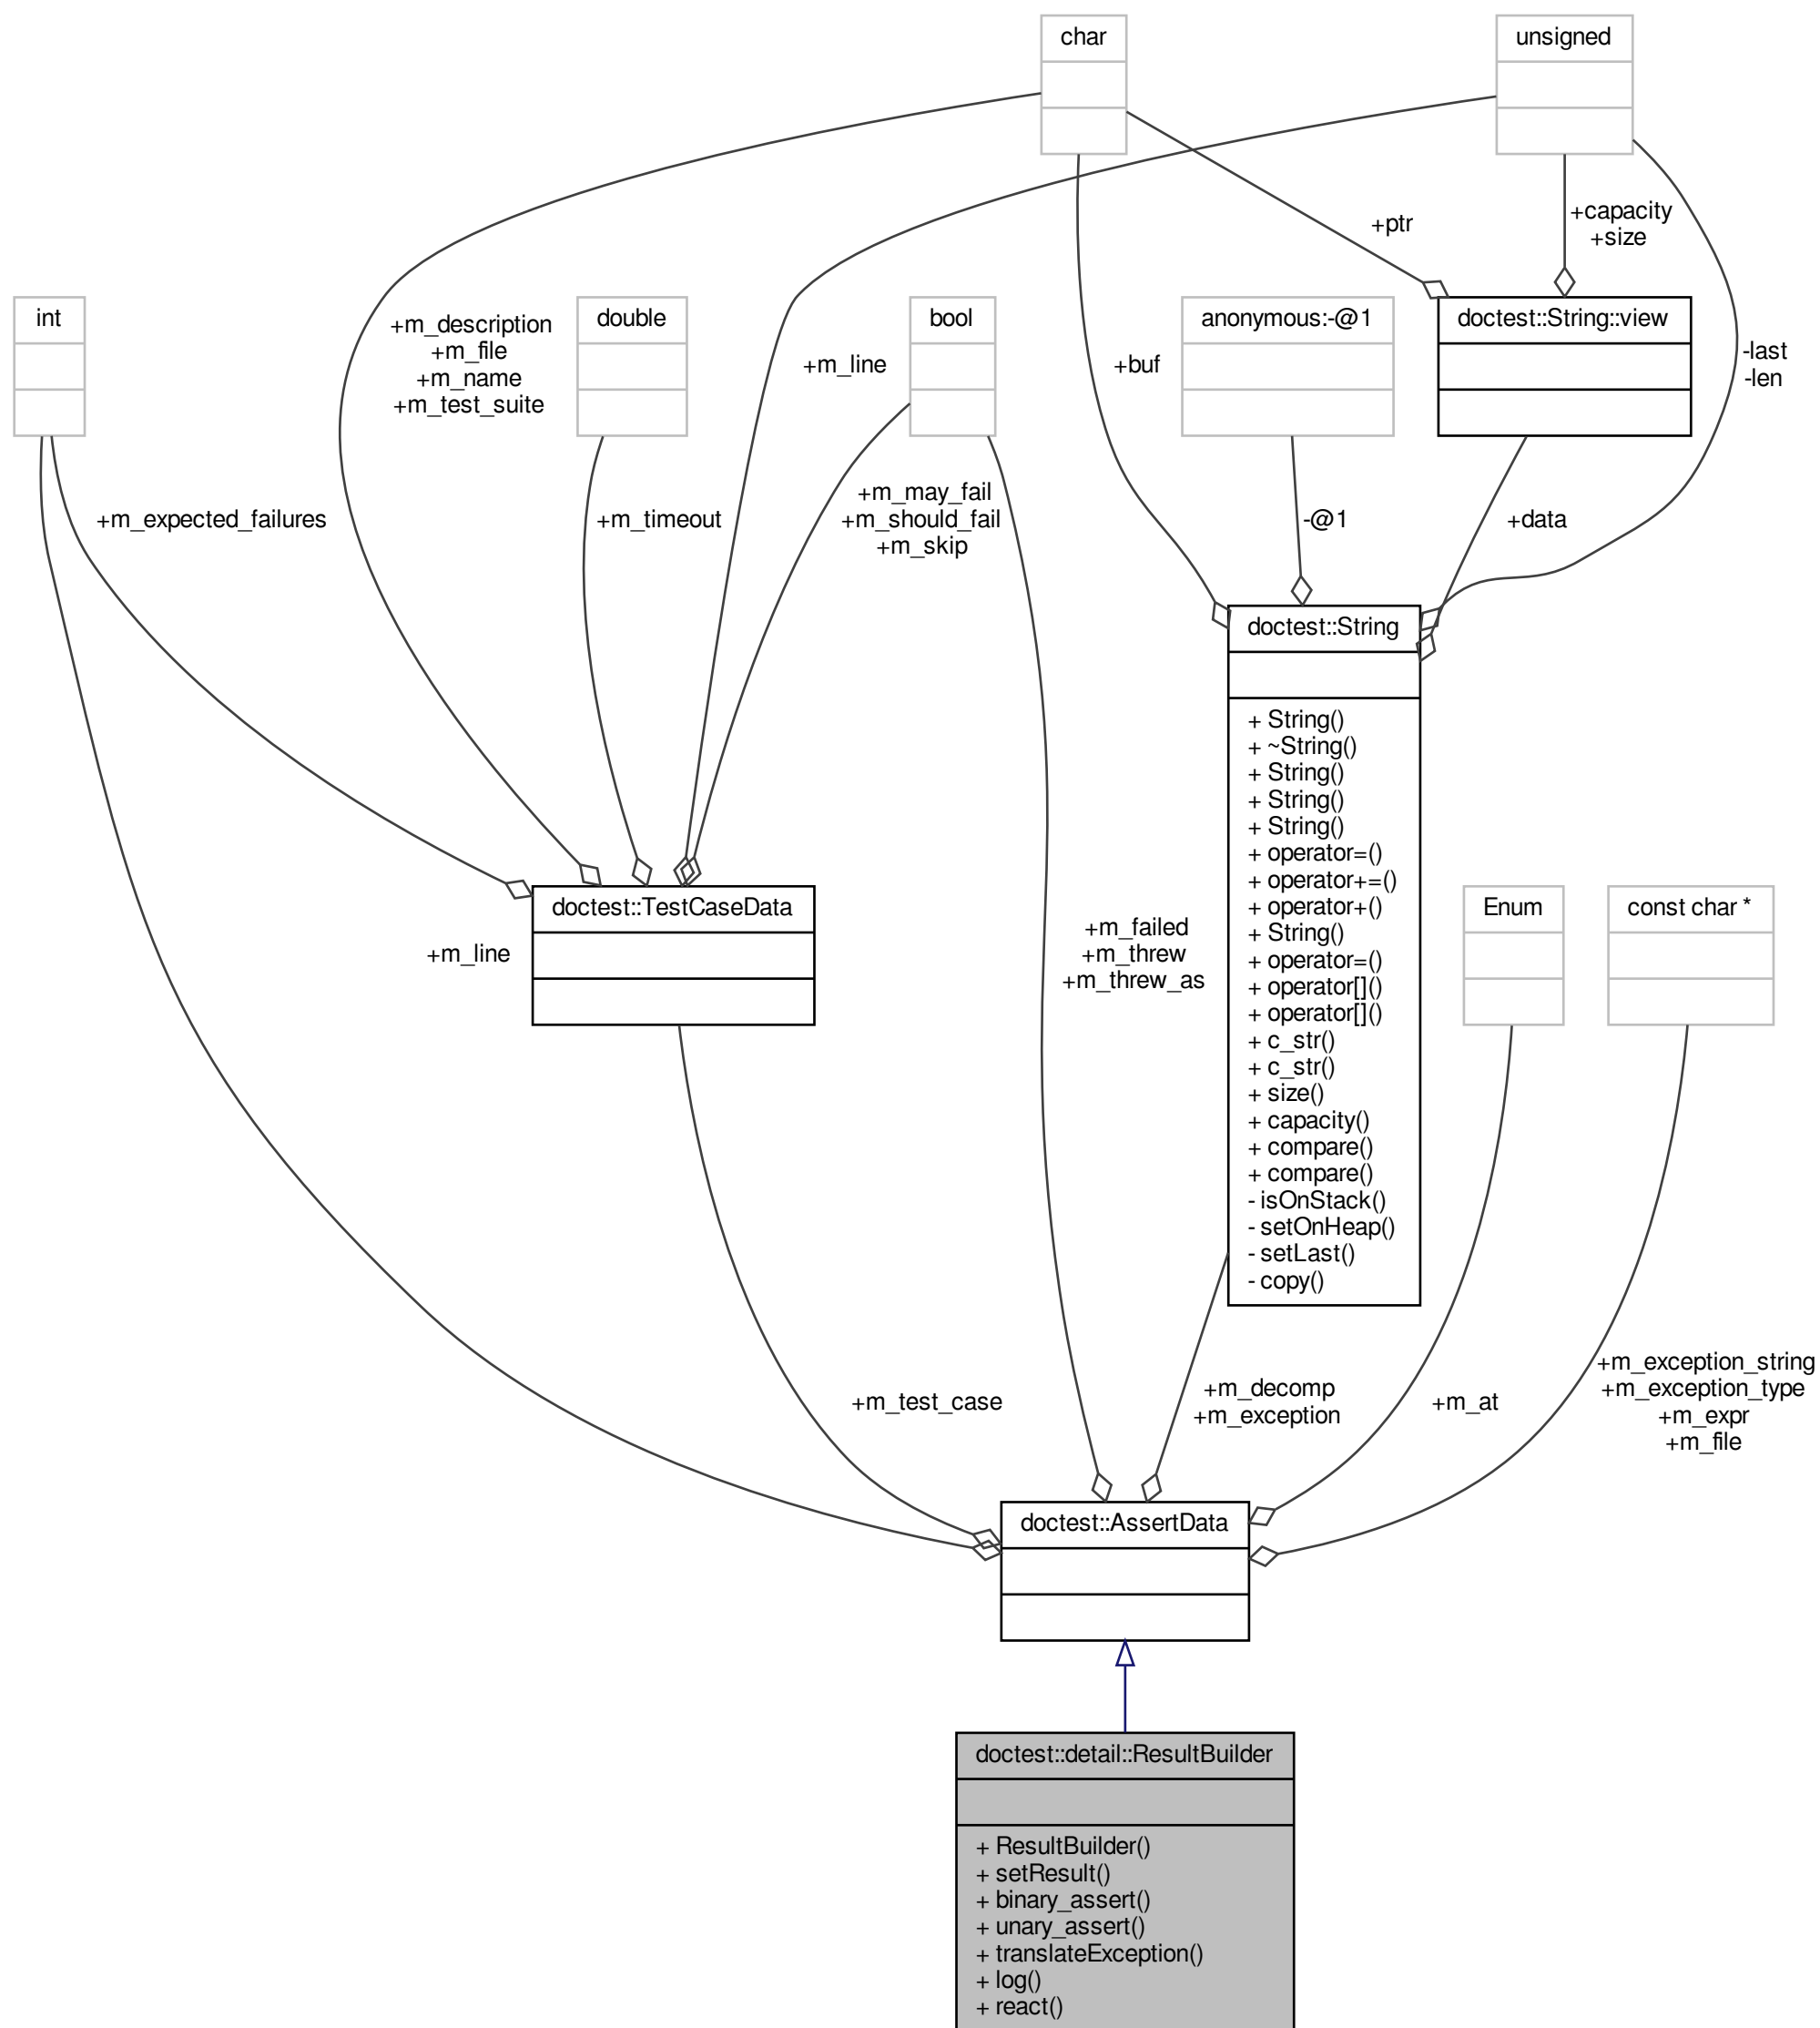 char
unsigned
+ptr
+capacity
+size
int
double
bool
anonymous:-@1
doctest::String::view
+m_description
+m_file
+m_name
+m_test_suite
+m_line
+buf
-last
-len
+m_expected_failures
+m_timeout
+m_may_fail
+m_should_fail
+m_skip
-@1
+data
doctest::String
+ String()
+ ~String()
+ String()
+ String()
+ String()
+ operator=()
+ operator+=()
+ operator+()
+ String()
+ operator=()
+ operator[]()
+ operator[]()
+ c_str()
+ c_str()
+ size()
+ capacity()
+ compare()
+ compare()
- isOnStack()
- setOnHeap()
- setLast()
- copy()
doctest::TestCaseData
Enum
const char *
+m_line
+m_failed
+m_threw
+m_threw_as
+m_test_case
+m_decomp
+m_exception
+m_at
+m_exception_string
+m_exception_type
+m_expr
+m_file
doctest::AssertData
doctest::detail::ResultBuilder
+ ResultBuilder()
+ setResult()
+ binary_assert()
+ unary_assert()
+ translateException()
+ log()
+ react()